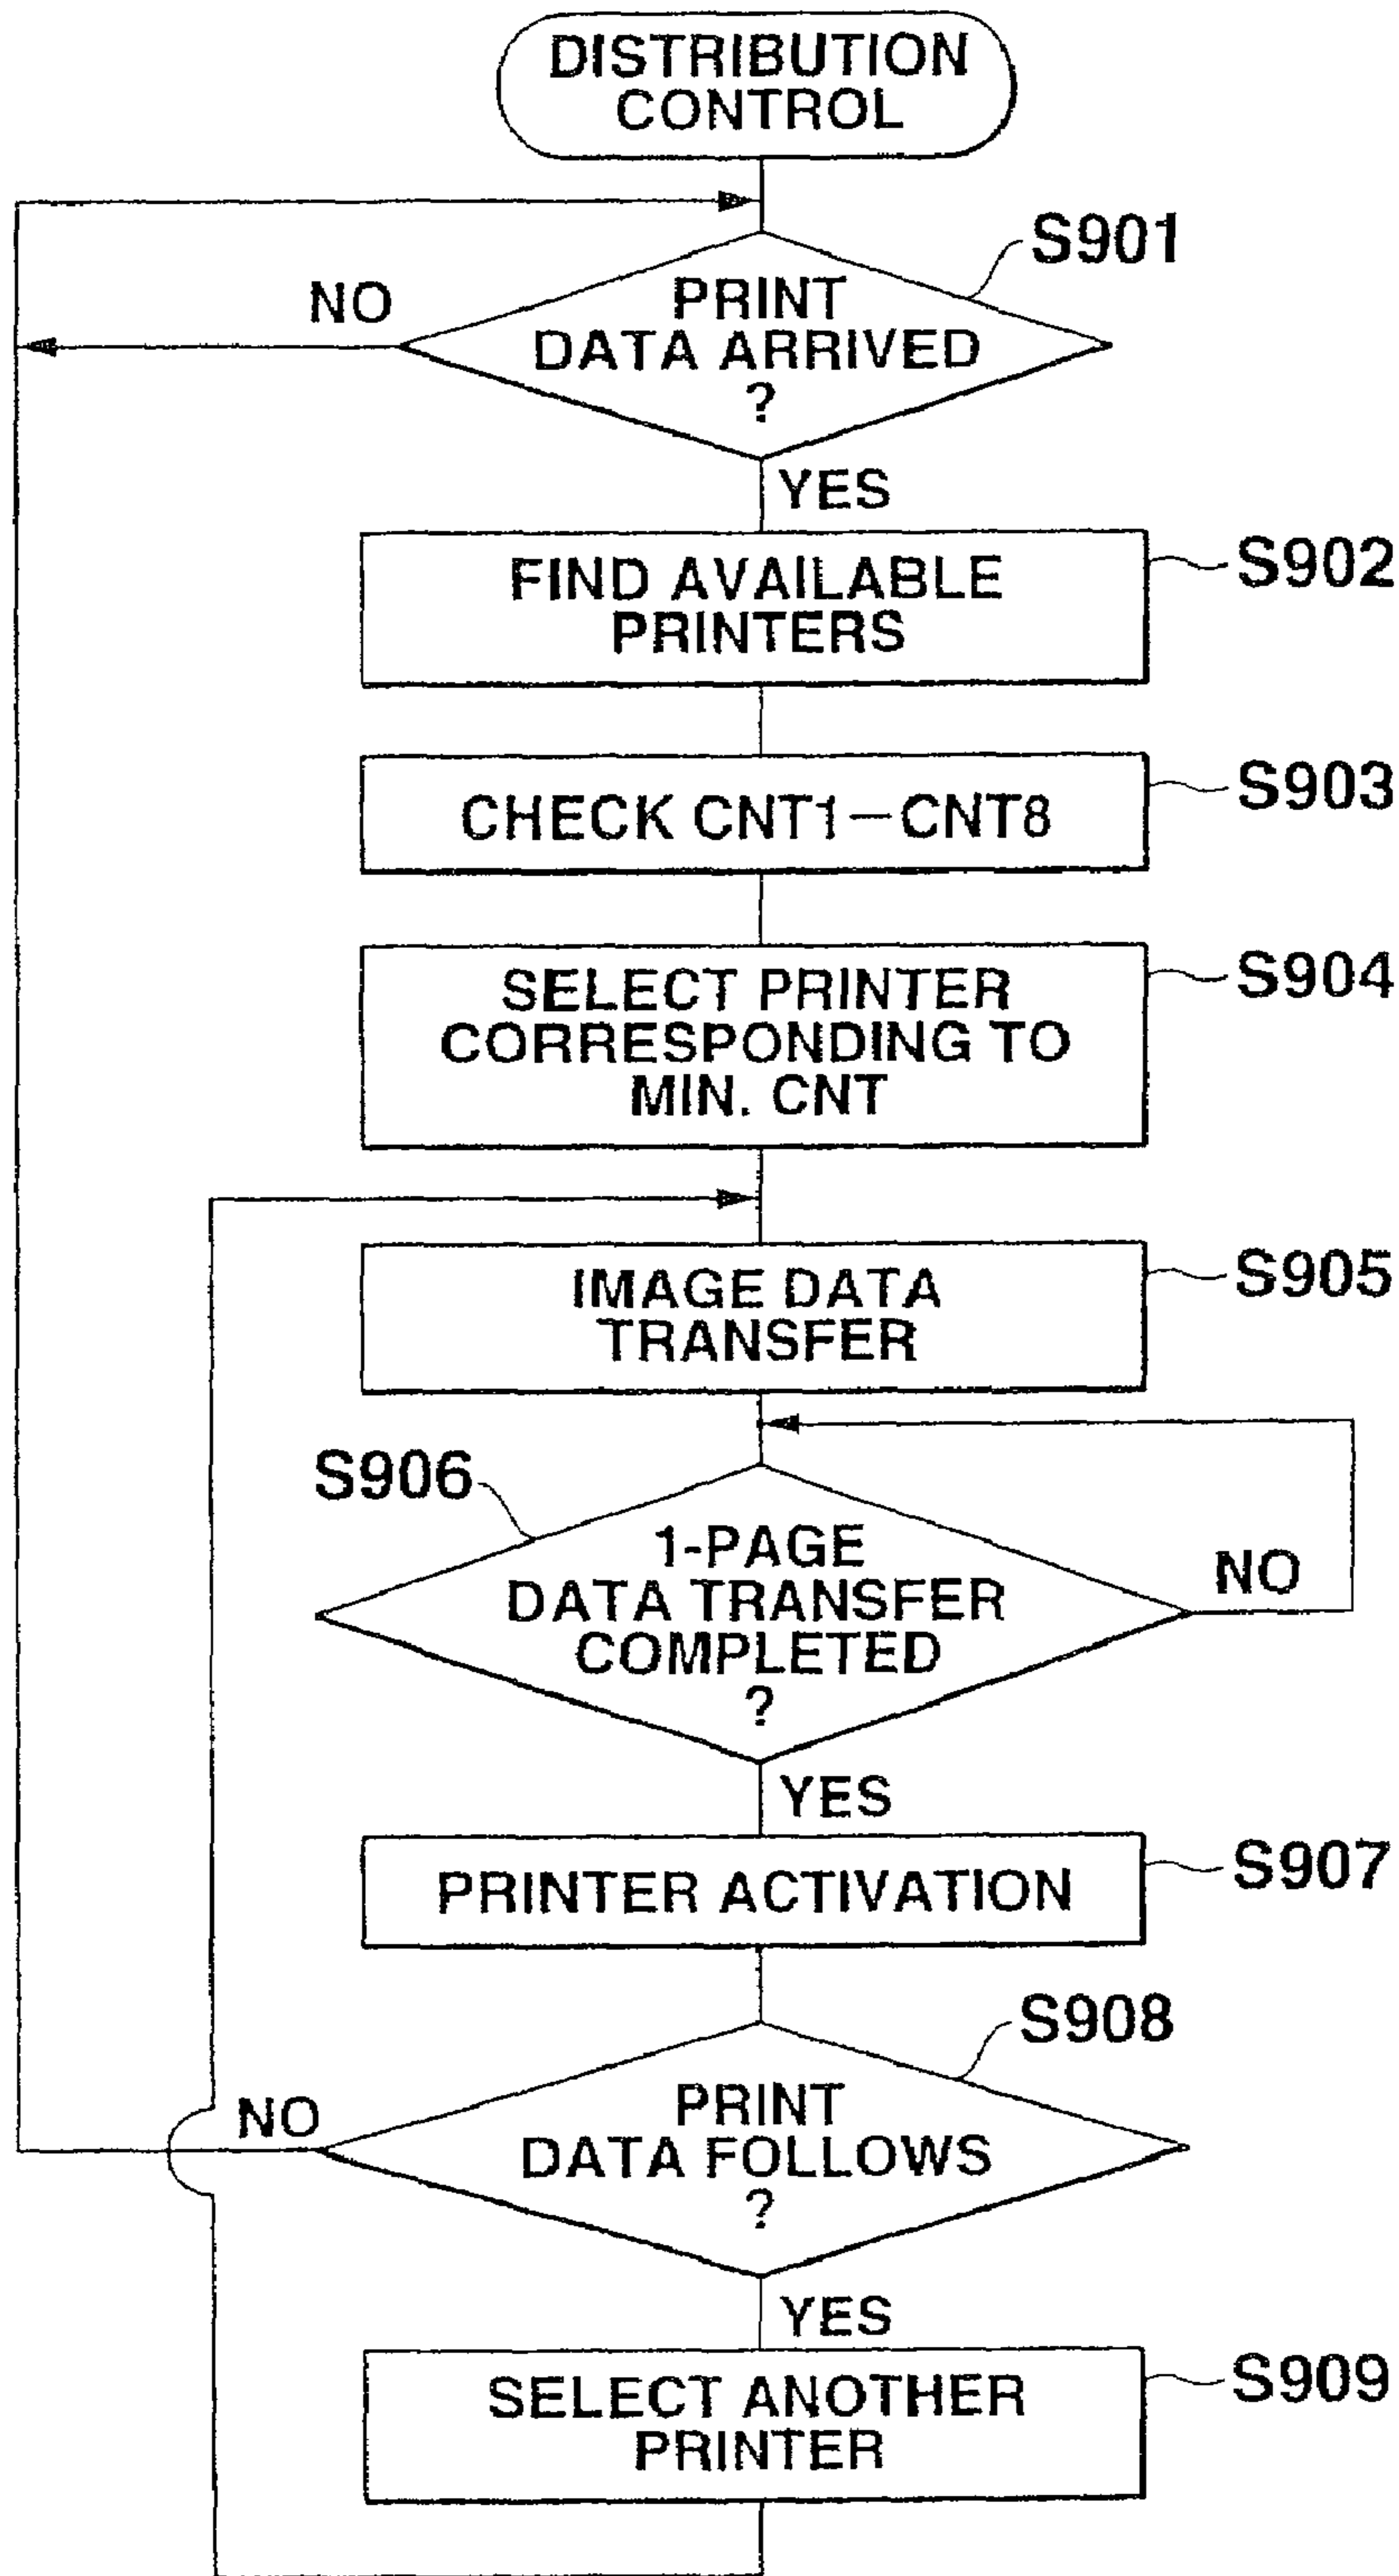 DISTRIBUTION
CONTROL
S901
NO
PRINT
DATA ARRIVED
?
YES
FIND AVAILABLE
PRINTERS
S902
CHECK CNT1—CNT8
S903
SELECT PRINTER
CORRESPONDING TO
MIN. CNT
S904
IMAGE DATA
TRANSFER
S905
S906
1-PAGE
DATA TRANSFER
COMPLETED
?
NO
YES
PRINTER ACTIVATION
S907
S908
NO
PRINT
DATA FOLLOWS
?
YES
SELECT ANOTHER
PRINTER
S909